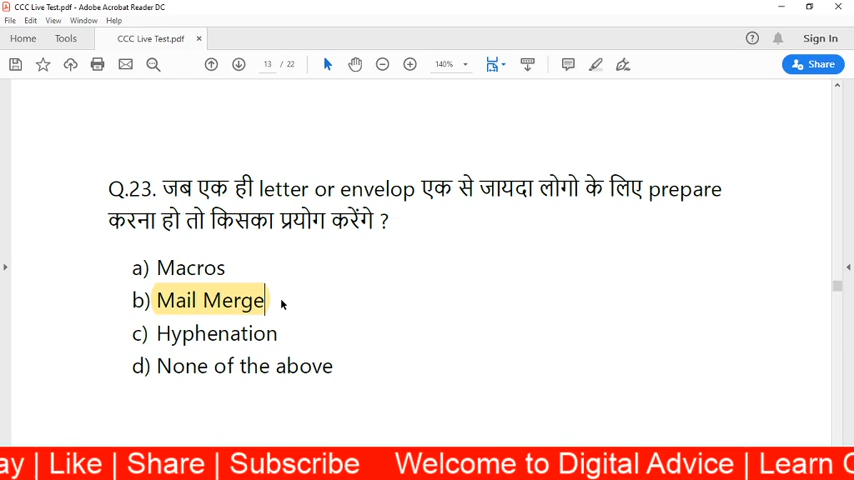 CCC Live Test.pdf - Adobe Acrobat Reader DC
File Edit View Window Help
Home Tools CCC Live Test.pdf × Sign In
13 / 22 140% Share
Q.23. जब एक ही letter or envelop एक से जायदा लोगो के लिए prepare
करना हो तो किसका प्रयोग करेंगे ?
a) Macros
b) Mail Merge
c) Hyphenation
d) None of the above
ay | Like | Share | Subscribe Welcome to Digital Advice | Learn